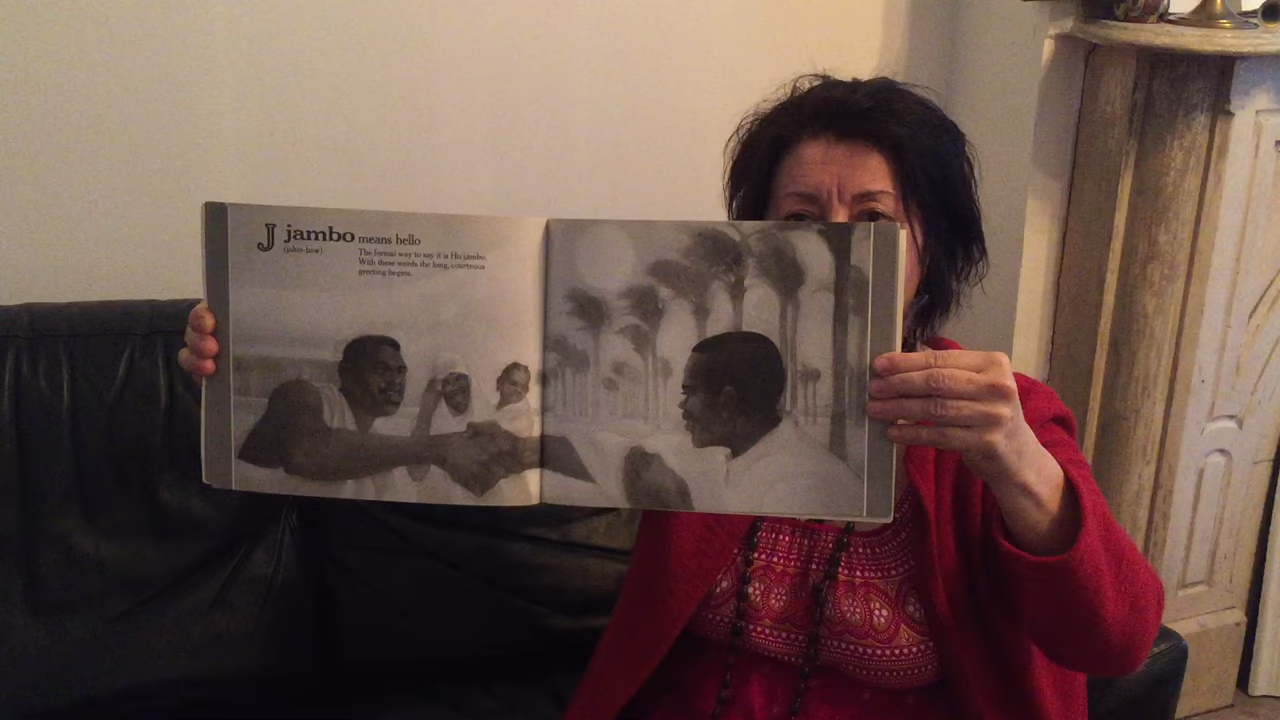 J jambo means hello
(jahm-bow)
The formal way to say it is Hu jambo
With these words the long, courteous
greeting begins.